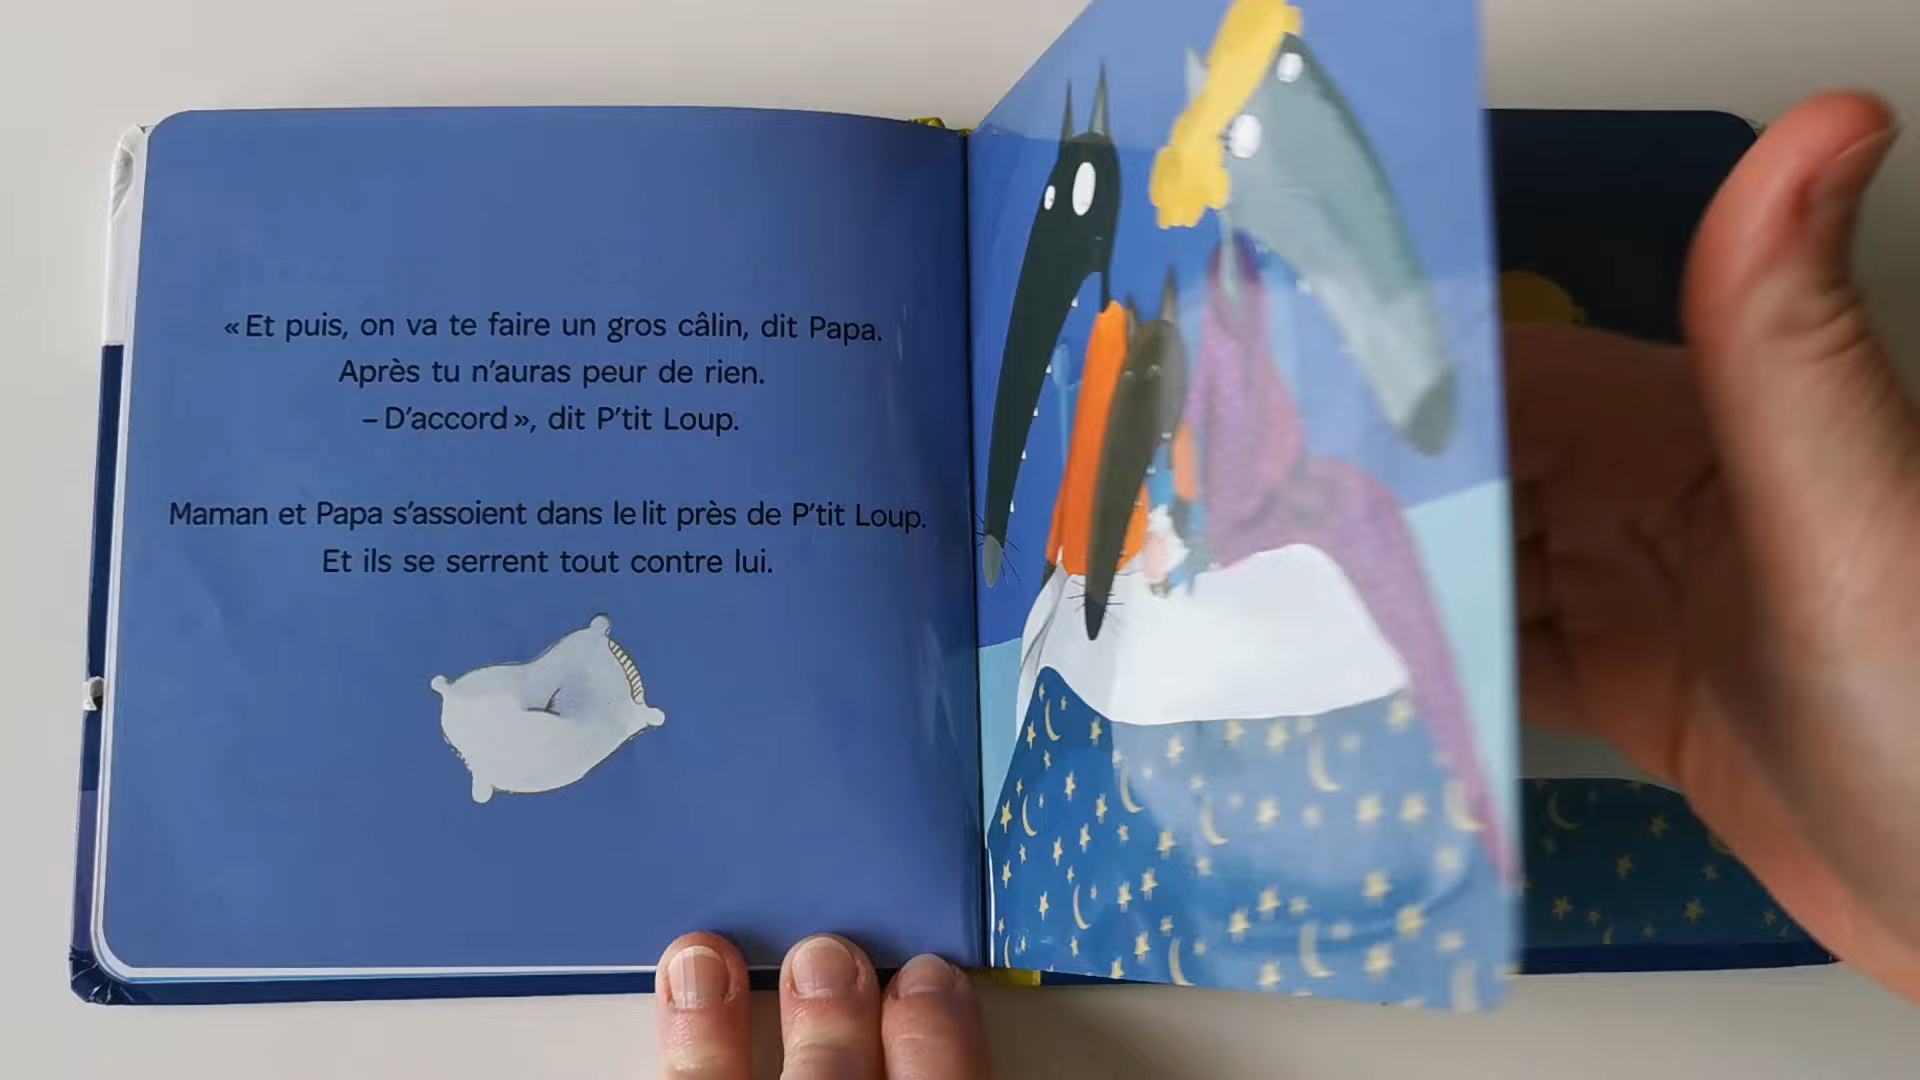 « Et puis, on va te faire un gros câlin, dit Papa.
Après tu n'auras peur de rien.
– D'accord », dit P'tit Loup.
Maman et Papa s'assoient dans le lit près de P'tit Loup.
Et ils se serrent tout contre lui.